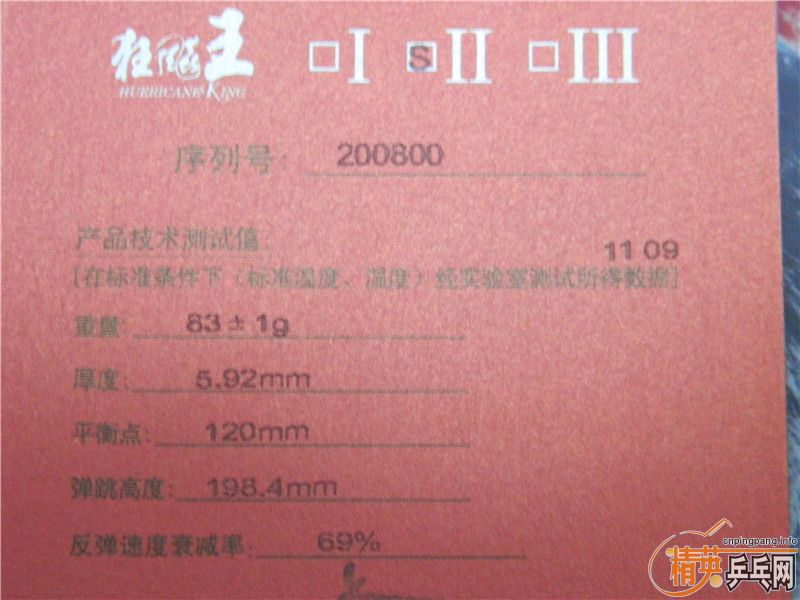 狂飚王 HURRICANE KING □I SII □III
序列号: 200800
产品技术测试值:
11 09
[在标准条件下（标准温度、湿度）经实验室测试所得数据]
重量: 83±1g
厚度: 5.92mm
平衡点: 120mm
弹跳高度: 198.4mm
反弹速度衰减率: 69%
cnpingpang.info
精英乒乓网